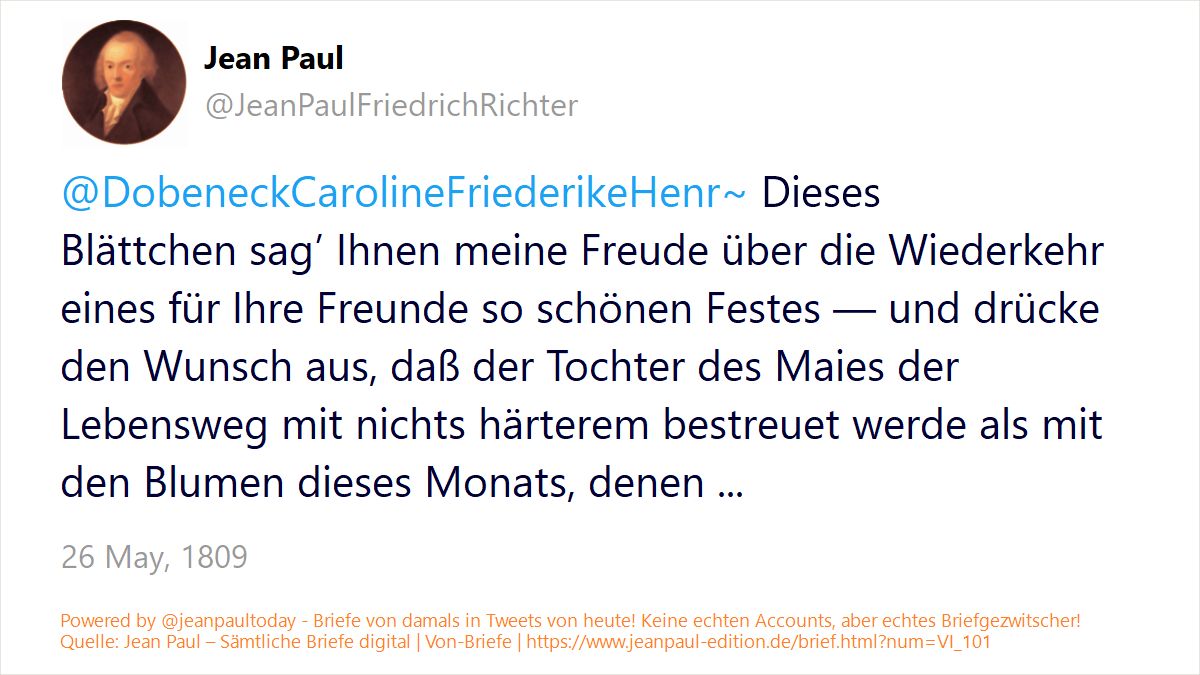 Jean Paul
@JeanPaulFriedrichRichter
@DobeneckCarolineFriederikeHenr~ Dieses
Blättchen sag’ Ihnen meine Freude über die Wiederkehr
eines für Ihre Freunde so schönen Festes — und drücke
den Wunsch aus, daß der Tochter des Maies der
Lebensweg mit nichts härterem bestreuet werde als mit
den Blumen dieses Monats, denen ...
26 May, 1809
Powered by @jeanpaultoday - Briefe von damals in Tweets von heute! Keine echten Accounts, aber echtes Briefgezwitscher!
Quelle: Jean Paul – Sämtliche Briefe digital | Von-Briefe | https://www.jeanpaul-edition.de/brief.html?num=VI_101